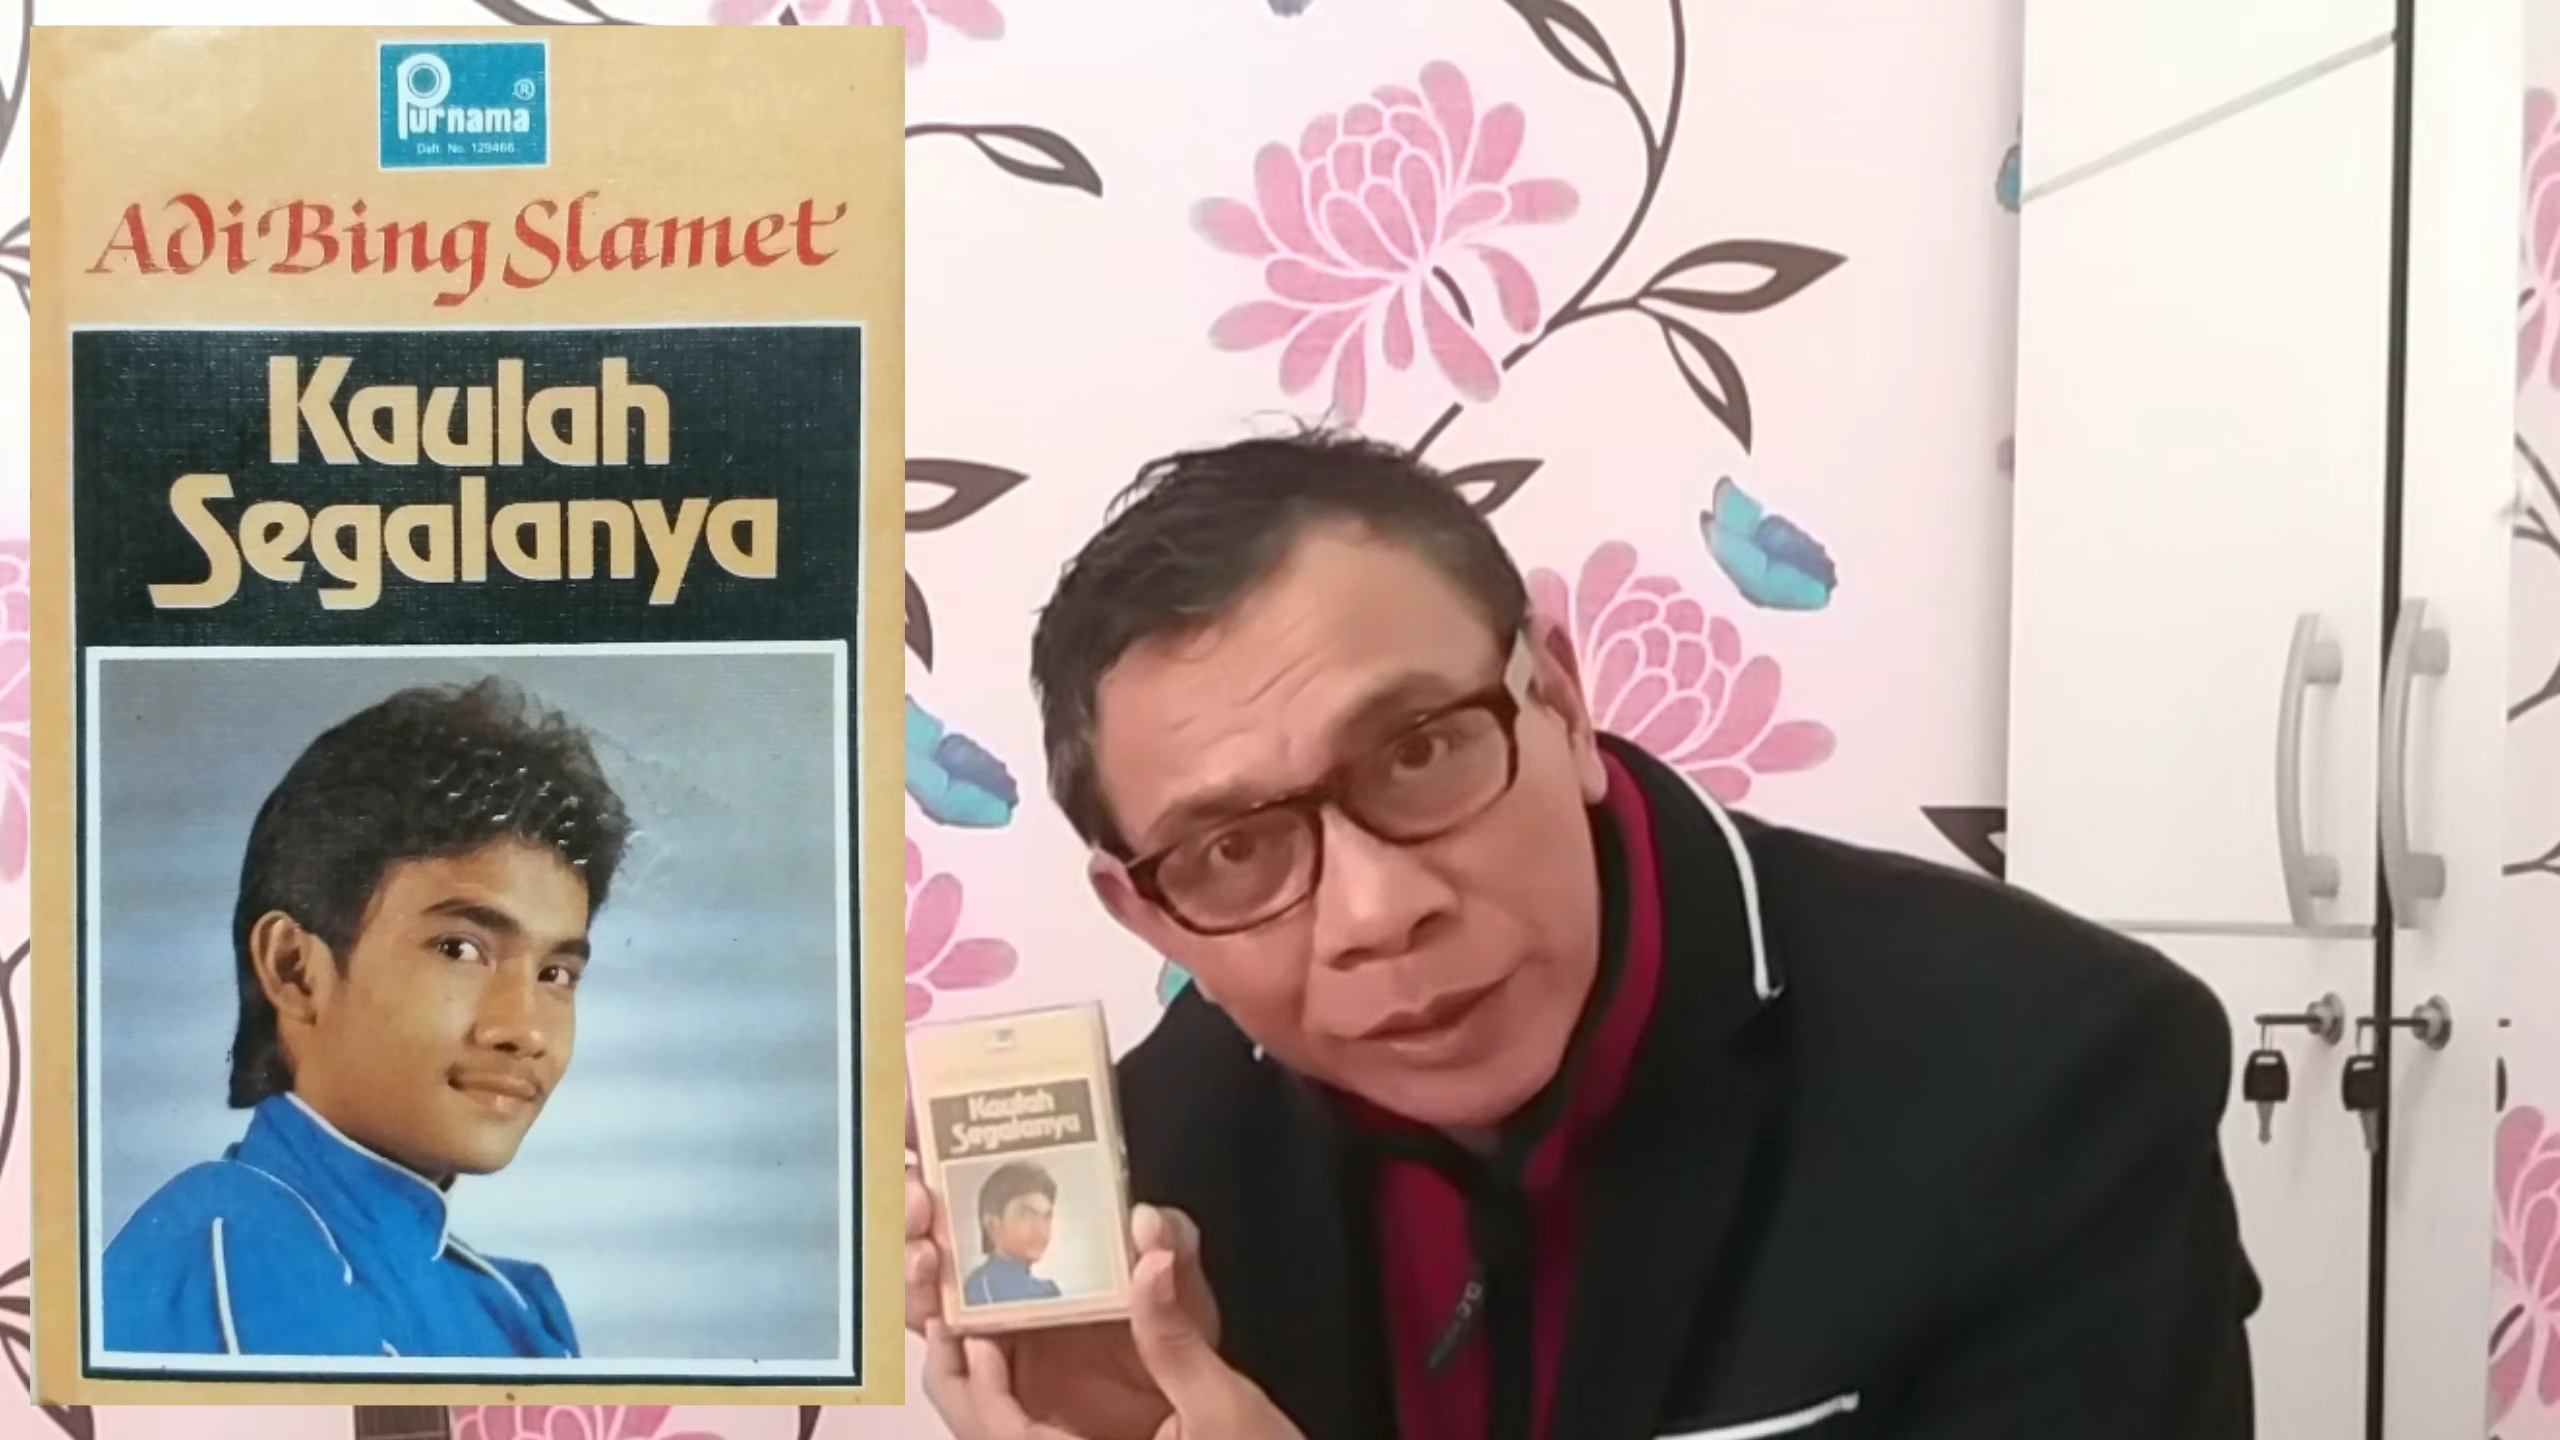 Purnama ®
Daft. No. 129466
Adi Bing Slamet
Kaulah
Segalanya
Kaulah
Segalanya